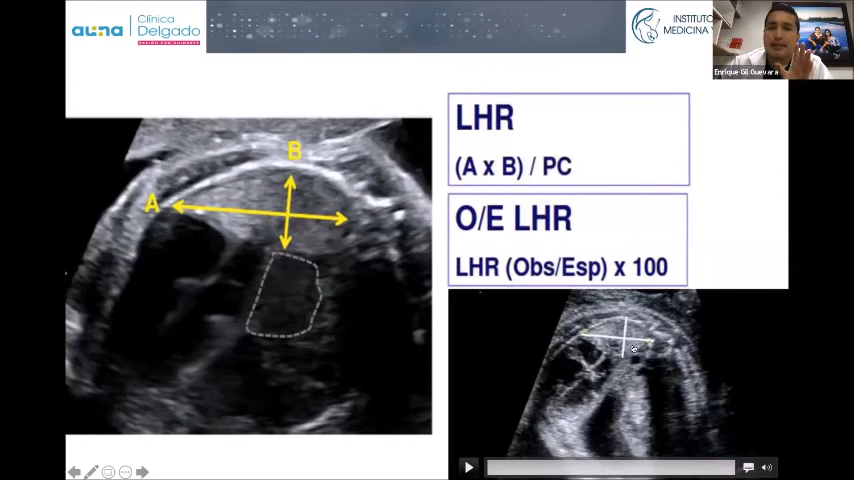 auna
Clínica
Delgado
INSTITUTO
MEDICINA Y
Enrique Gil Guevara
A
B
LHR
(A x B) / PC
O/E LHR
LHR (Obs/Esp) x 100